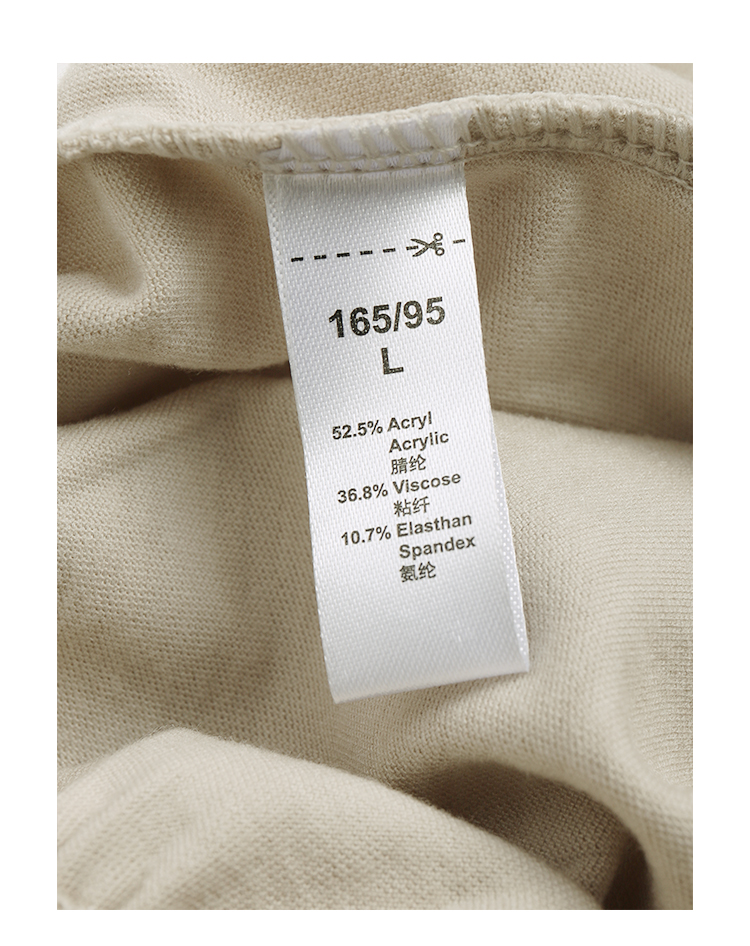 165/95
L
52.5% Acryl
Acrylic
腈纶
36.8% Viscose
粘纤
10.7% Elasthan
Spandex
氨纶